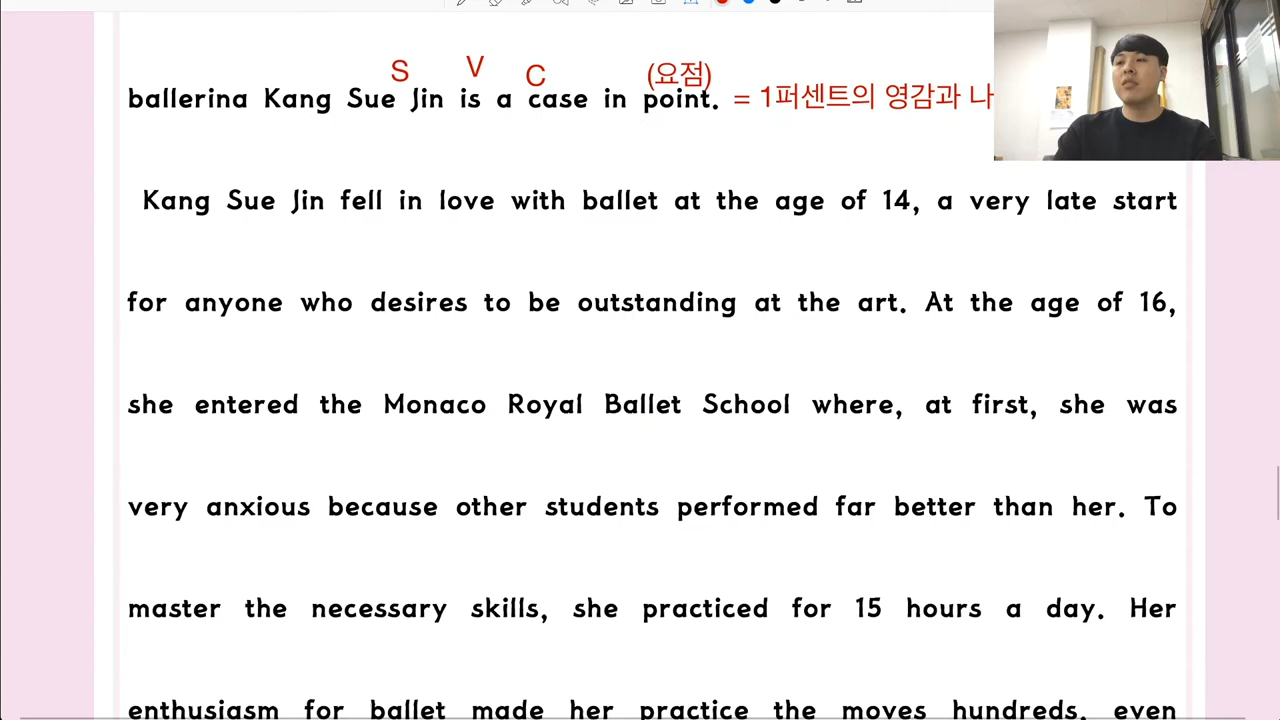 S V C (요점)
ballerina Kang Sue Jin is a case in point. = 1퍼센트의 영감과 나
Kang Sue Jin fell in love with ballet at the age of 14, a very late start
for anyone who desires to be outstanding at the art. At the age of 16,
she entered the Monaco Royal Ballet School where, at first, she was
very anxious because other students performed far better than her. To
master the necessary skills, she practiced for 15 hours a day. Her
enthusiasm for ballet made her practice the moves hundreds, even